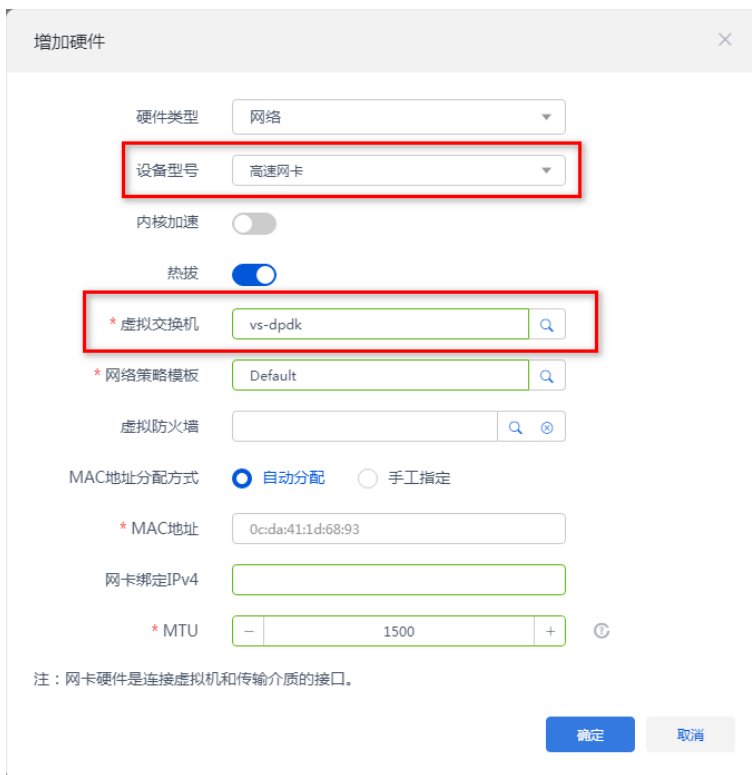 增加硬件
硬件类型 网络
设备型号 高速网卡
内核加速
热拔
* 虚拟交换机 vs-dpdk
* 网络策略模板 Default
虚拟防火墙
MAC地址分配方式 自动分配 手工指定
* MAC地址 0c:da:41:1d:68:93
网卡绑定IPv4
* MTU − 1500 +
注：网卡硬件是连接虚拟机和传输介质的接口。
确定 取消